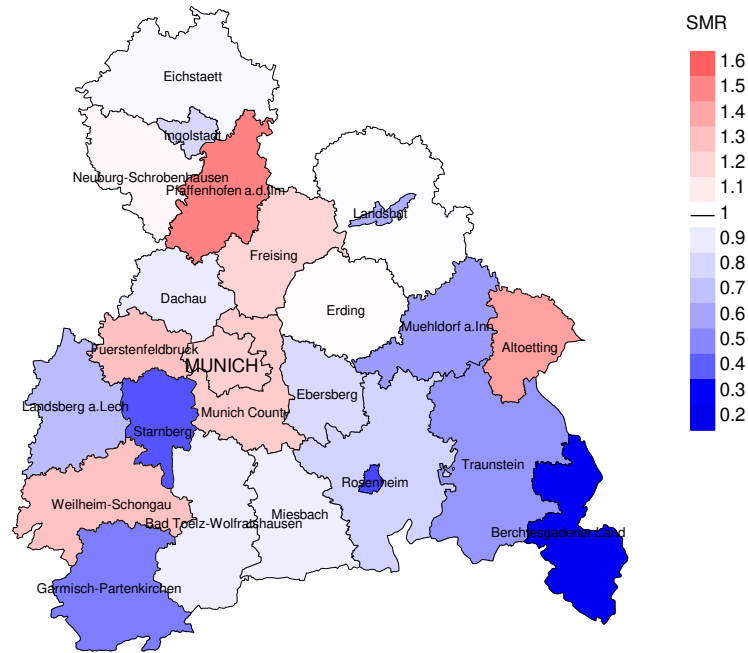 SMR
1.6
1.5
1.4
1.3
1.2
1.1
1
0.9
0.8
0.7
0.6
0.5
0.4
0.3
0.2
Eichstaett
Ingolstadt
Neuburg-Schrobenhausen
Pfaffenhofen a.d.Ilm
Landshut
Freising
Dachau
Erding
Muehldorf a.Inn
Altoetting
Fuerstenfeldbruck
MUNICH
Ebersberg
Landsberg a.Lech
Munich County
Starnberg
Traunstein
Rosenheim
Weilheim-Schongau
Miesbach
Bad Toelz-Wolfratshausen
Berchtesgadener Land
Garmisch-Partenkirchen